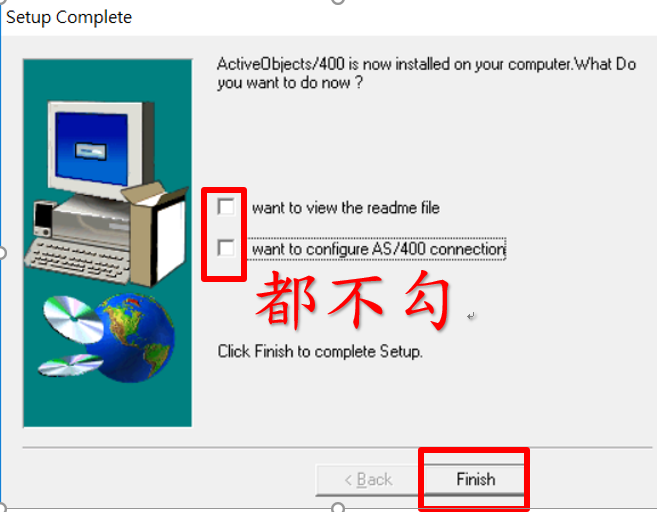 Setup Complete
ActiveObjects/400 is now installed on your computer.What Do
you want to do now ?
want to view the readme file
want to configure AS/400 connection
都不勾
Click Finish to complete Setup.
< Back
Finish